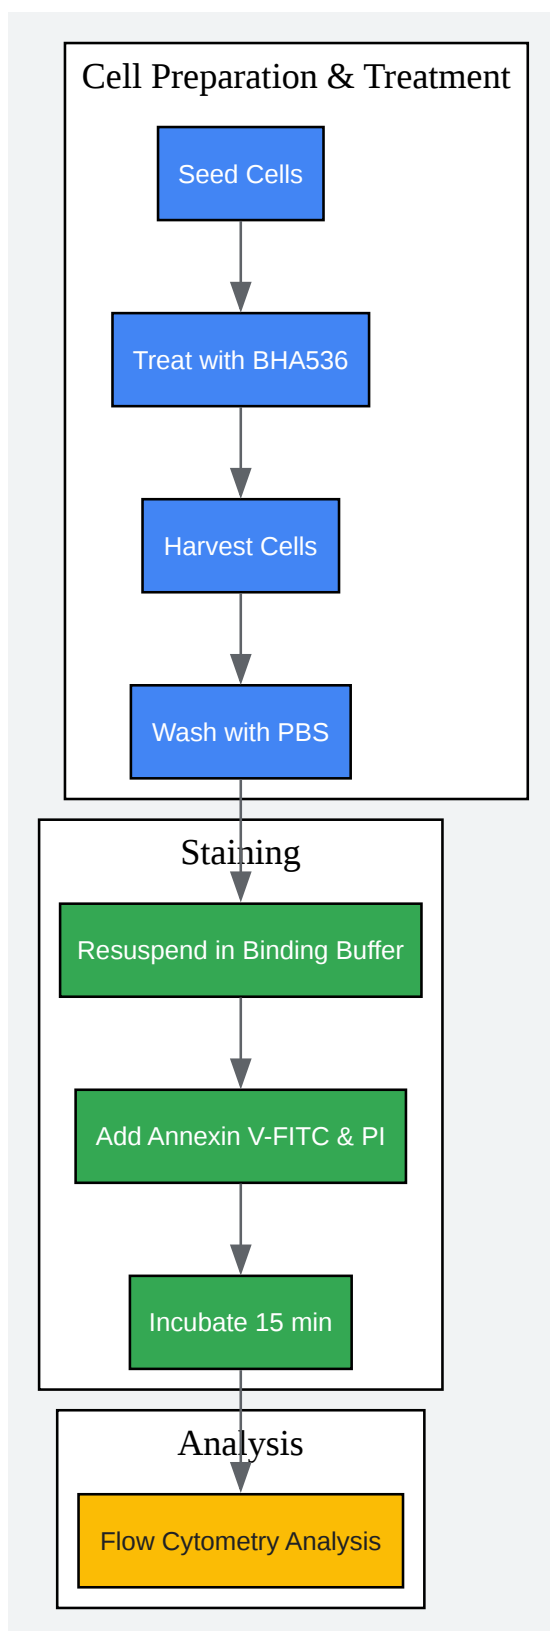 Cell Preparation & Treatment
Seed Cells
Treat with BHA536
Harvest Cells
Wash with PBS
Staining
Resuspend in Binding Buffer
Add Annexin V-FITC & PI
Incubate 15 min
Analysis
Flow Cytometry Analysis